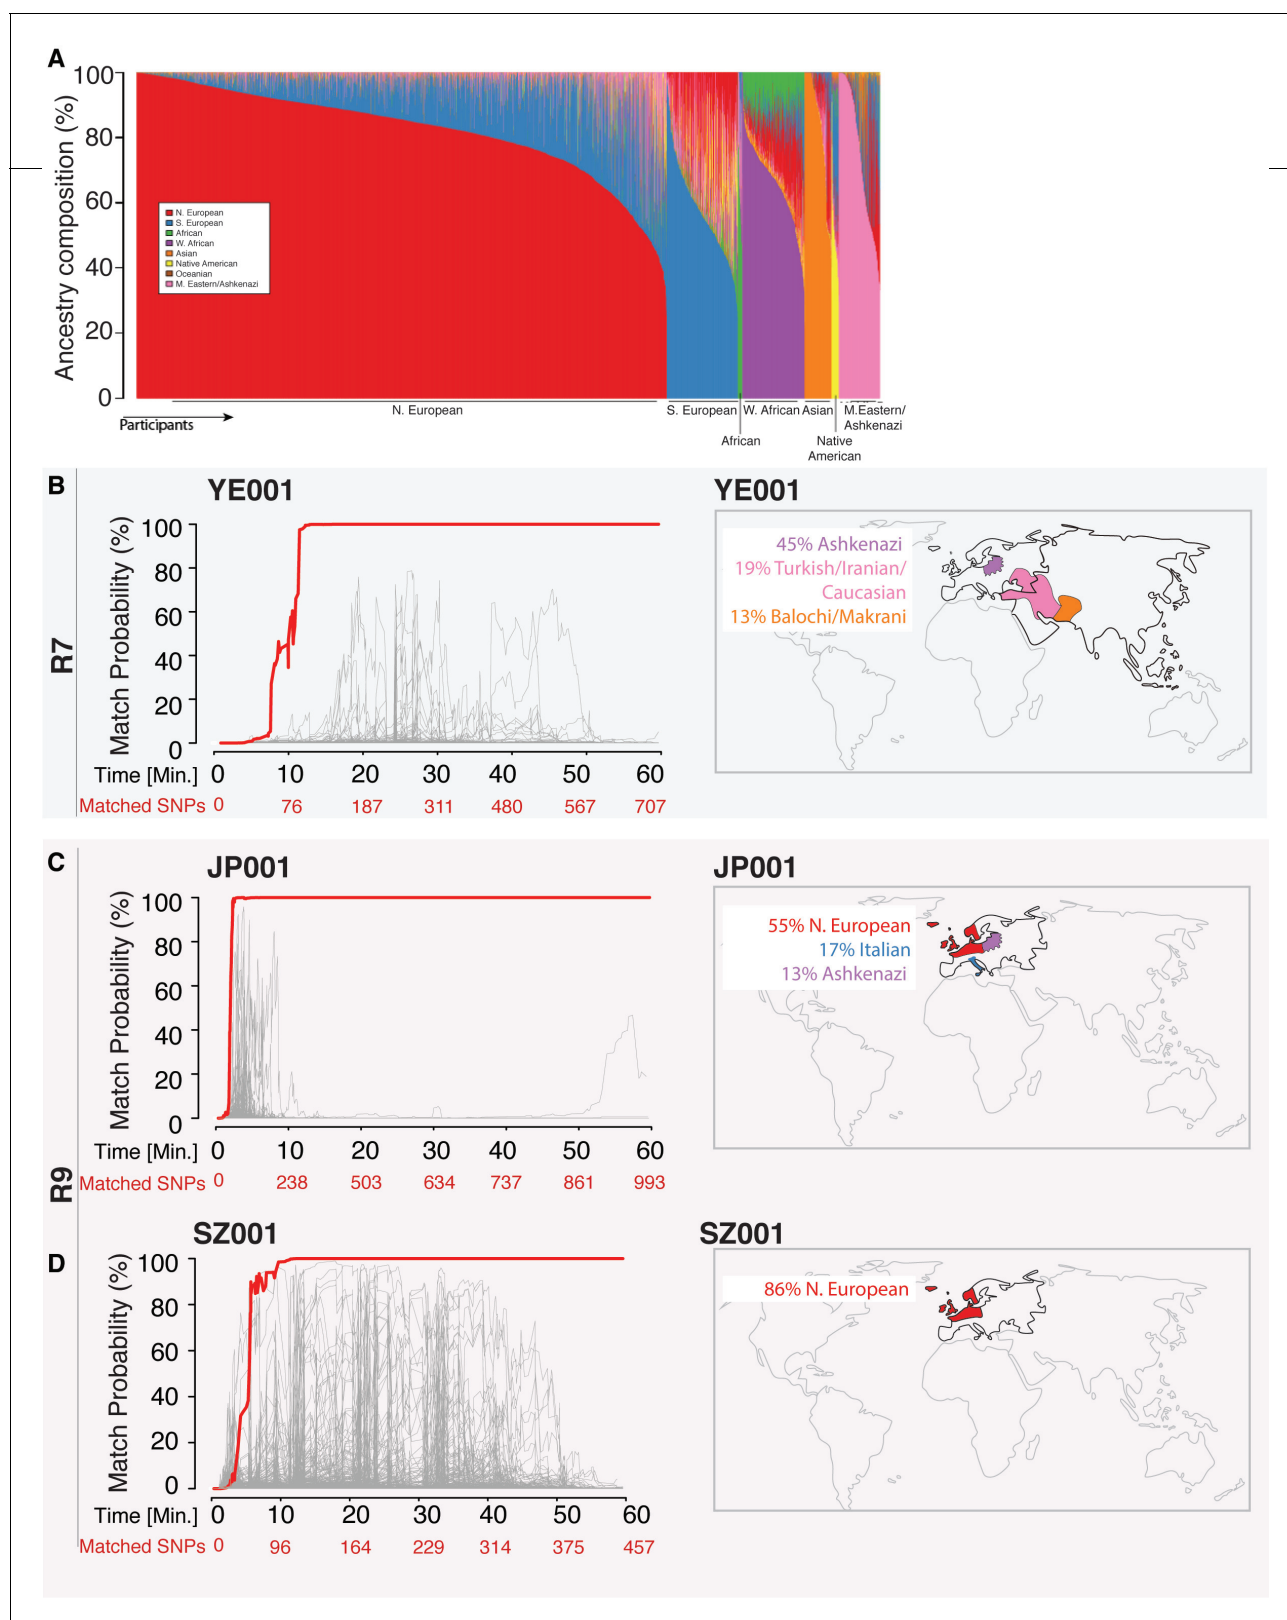 A
100
80
60
40
20
0
Ancestry composition (%)
N. European
S. European
African
W. African
Asian
Native American
Oceanian
M. Eastern/Ashkenazi
Participants
N. European
S. European
African
W. African
Asian
Native
American
M.Eastern/
Ashkenazi
B
R7
YE001
Match Probability (%)
100
80
60
40
20
0
Time [Min.] 0 10 20 30 40 50 60
Matched SNPs 0 76 187 311 480 567 707
YE001
45% Ashkenazi
19% Turkish/Iranian/
Caucasian
13% Balochi/Makrani
C
R9
JP001
Match Probability (%)
100
80
60
40
20
0
Time [Min.] 0 10 20 30 40 50 60
Matched SNPs 0 238 503 634 737 861 993
JP001
55% N. European
17% Italian
13% Ashkenazi
D
SZ001
Match Probability (%)
100
80
60
40
20
0
Time [Min.] 0 10 20 30 40 50 60
Matched SNPs 0 96 164 229 314 375 457
SZ001
86% N. European